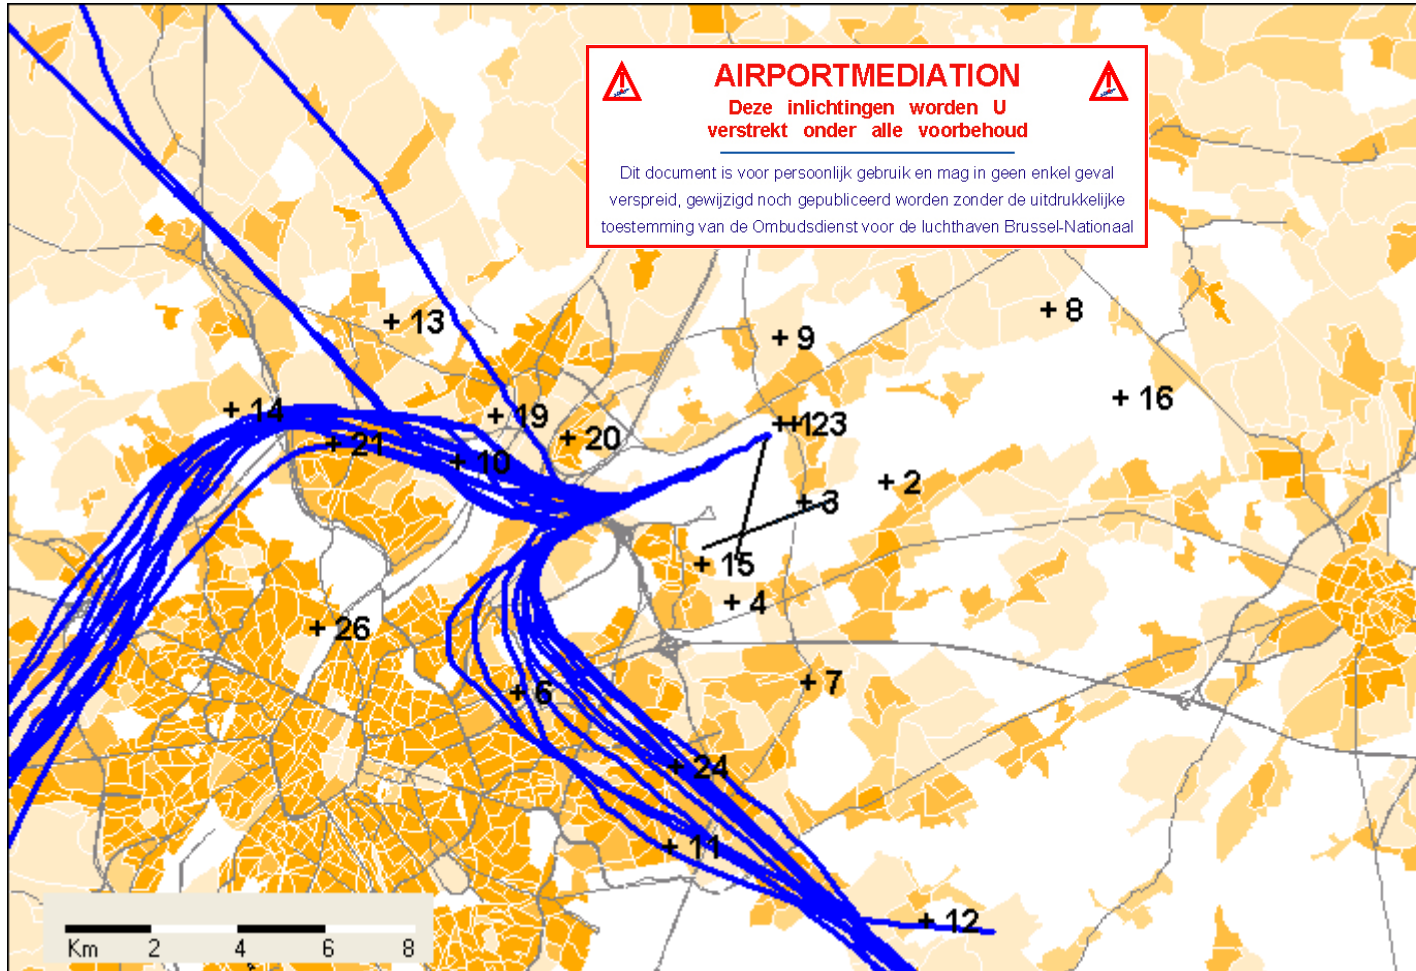 AIRPORTMEDIATION
Deze inlichtingen worden U
verstrekt onder alle voorbehoud
Dit document is voor persoonlijk gebruik en mag in geen enkel geval
verspreid, gewijzigd noch gepubliceerd worden zonder de uitdrukkelijke
toestemming van de Ombudsdienst voor de luchthaven Brussel-Nationaal
+ 8
+ 13
+ 9
+ 16
+ 14
+ 19
++123
+ 20
+ 21
+ 10
+ 2
+ 3
+ 15
+ 4
+ 26
+ 7
+ 6
+ 24
+ 11
+ 12
Km 2 4 6 8